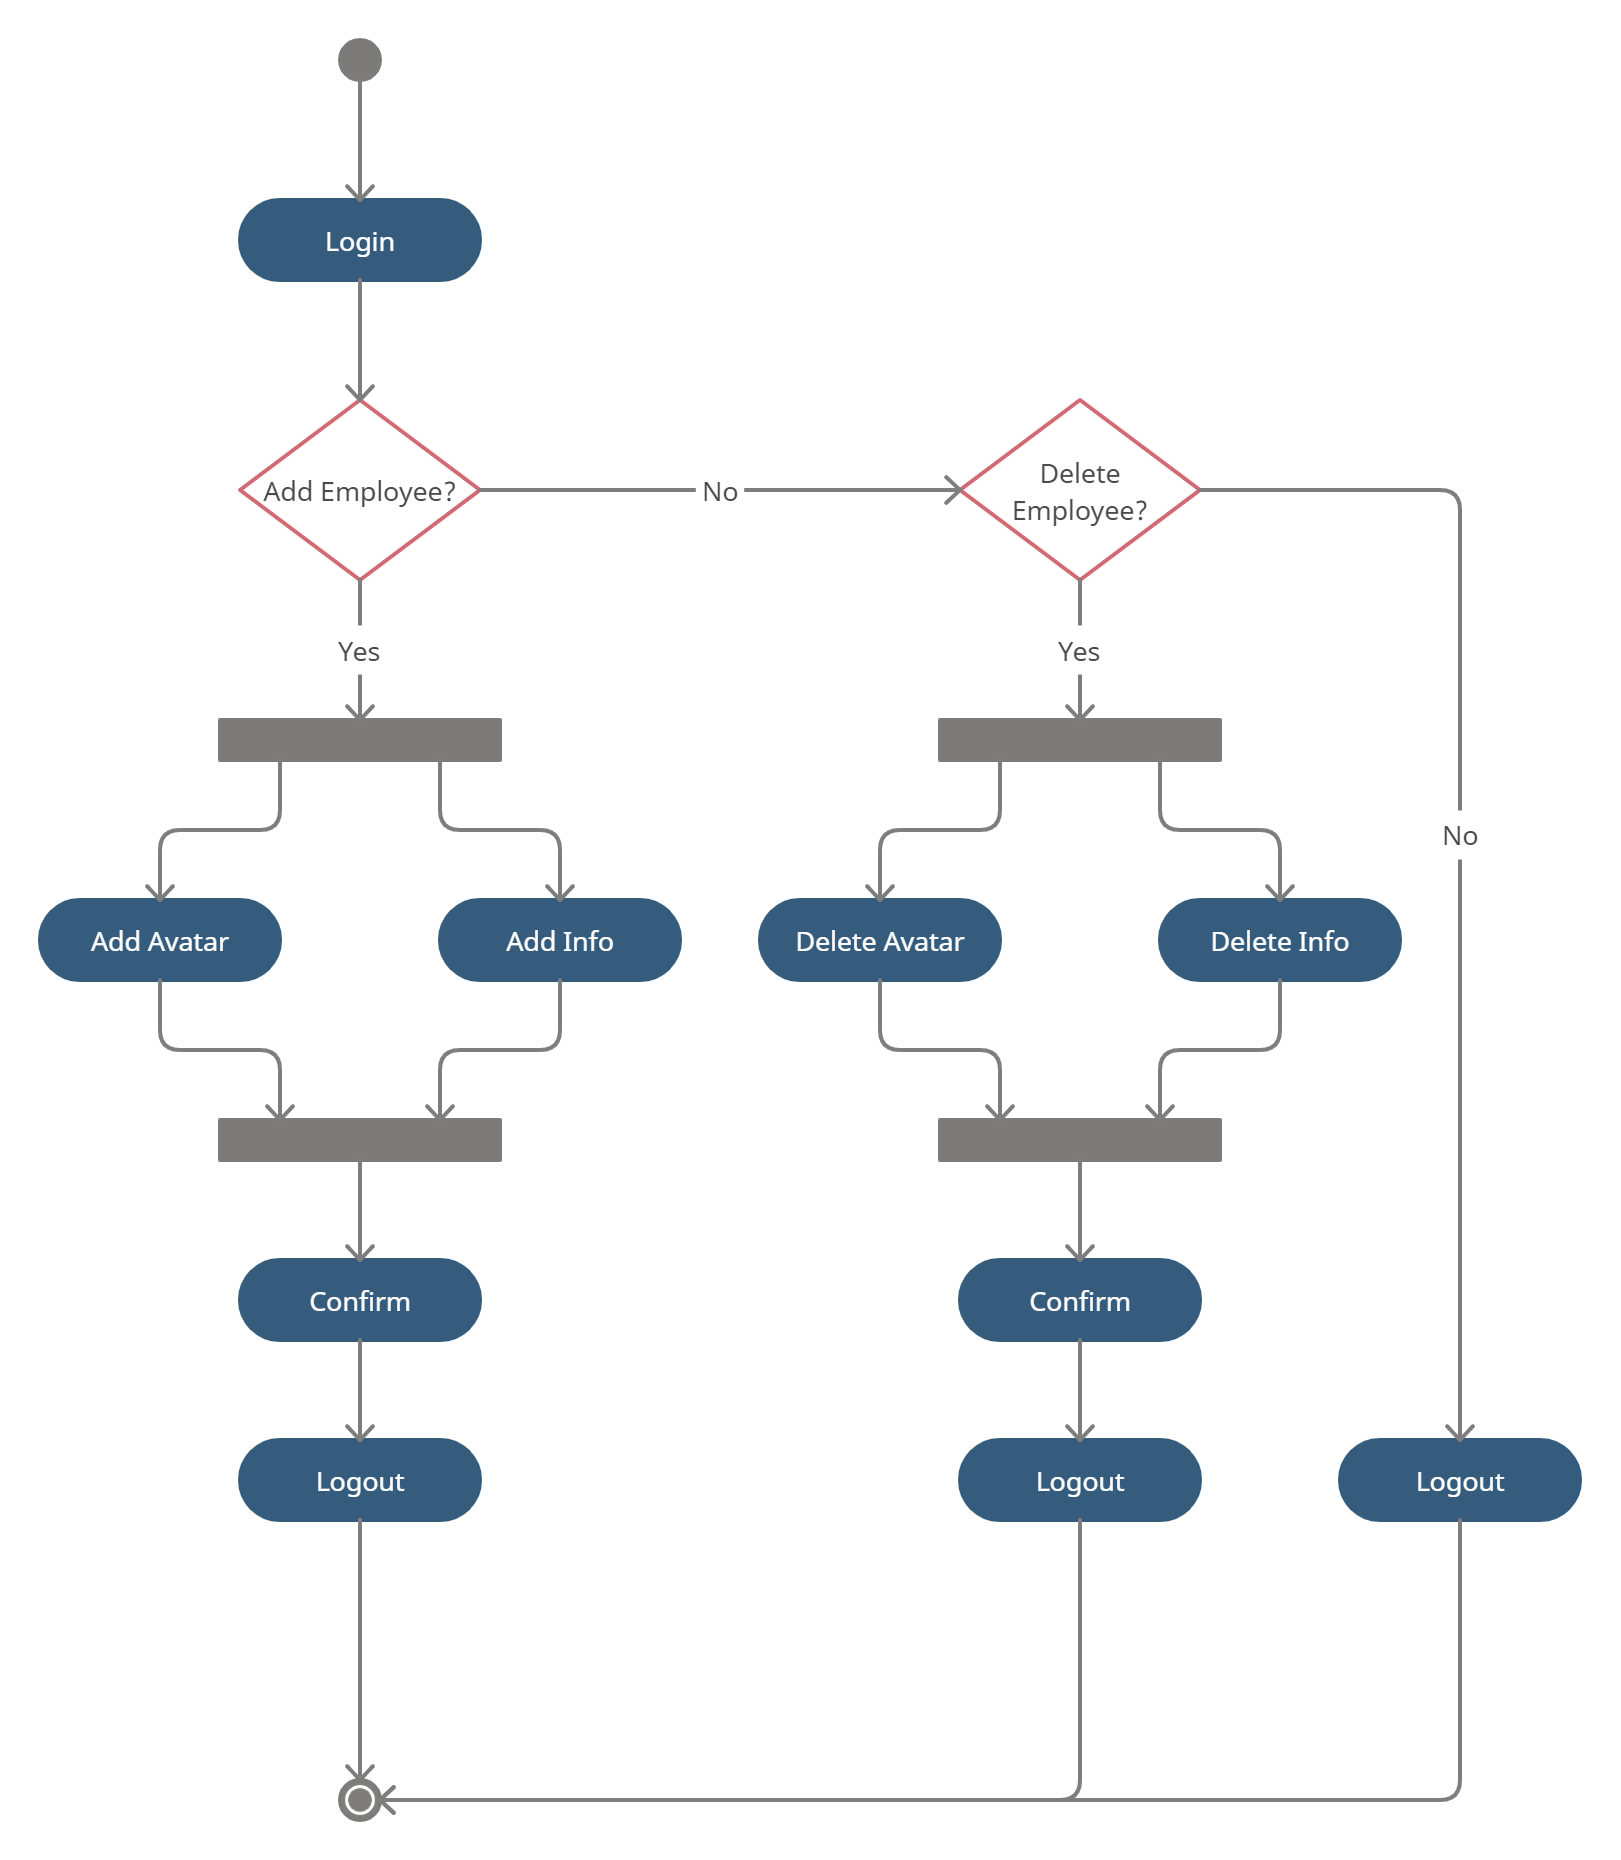 Login
Add Employee?
No
Delete
Employee?
Yes
Yes
No
Add Avatar
Add Info
Delete Avatar
Delete Info
Confirm
Confirm
Logout
Logout
Logout